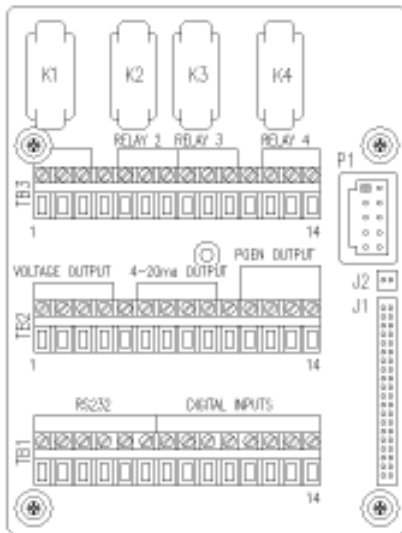 K1 K2 K3 K4
RELAY 2 RELAY 3 RELAY 4
P1
TB3
1 14
PGEN OUTPUT
VOLTAGE OUTPUT 4-20ma OUTPUT
J2
J1
TB2
1 14
RS232 DIGITAL INPUTS
TB1
14